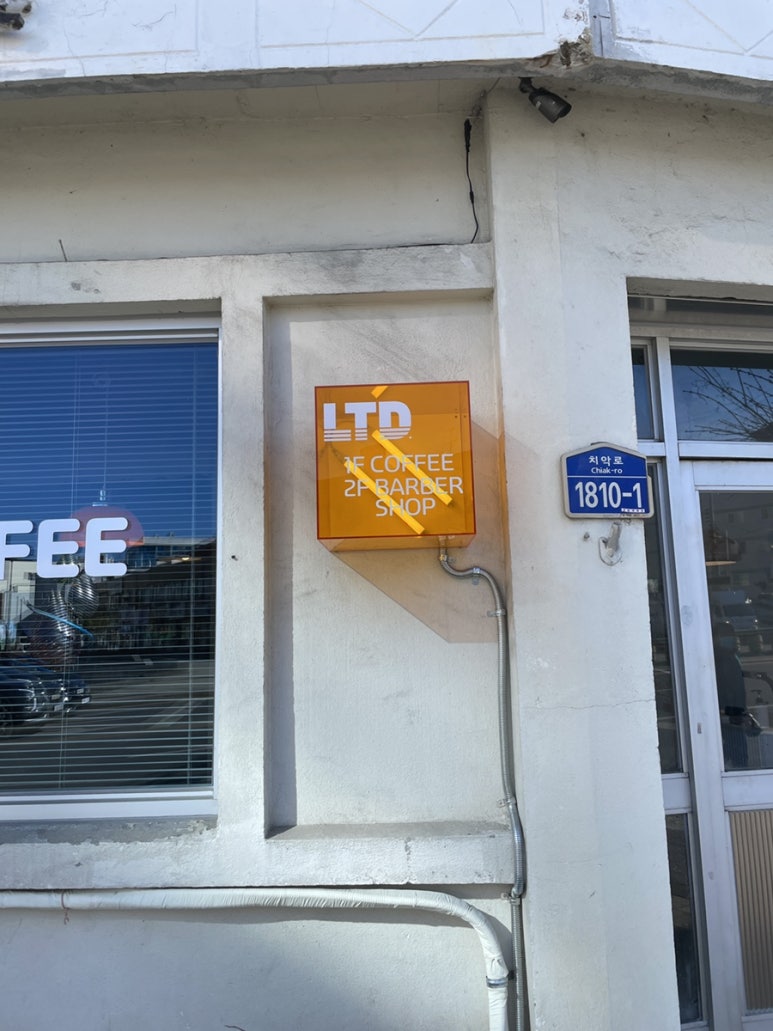 LTD.
1F COFFEE
2F BARBER
SHOP
FEE
치악로
Chiak-ro
1810-1